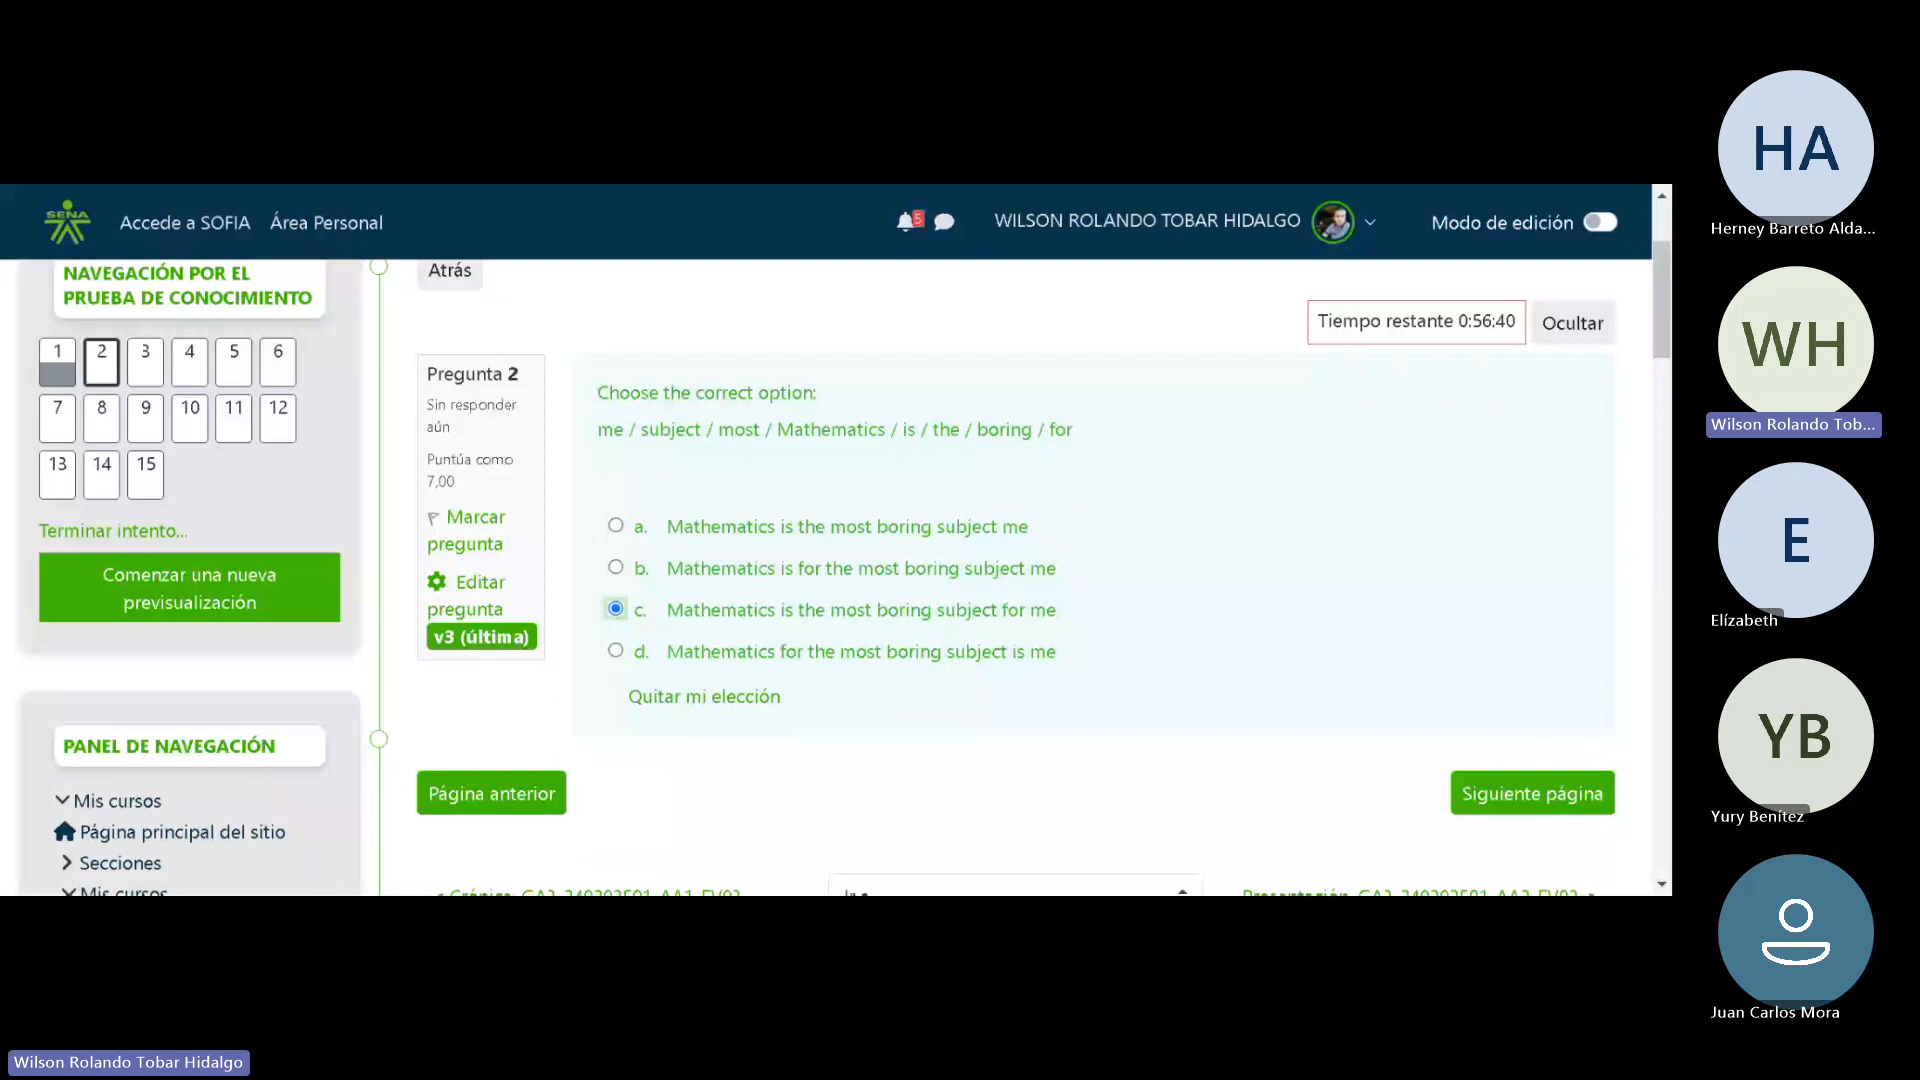 SENA
Accede a SOFIA
Área Personal
5
WILSON ROLANDO TOBAR HIDALGO
Modo de edición
NAVEGACIÓN POR EL
PRUEBA DE CONOCIMIENTO
1 2 3 4 5 6
7 8 9 10 11 12
13 14 15
Terminar intento...
Comenzar una nueva
previsualización
PANEL DE NAVEGACIÓN
Mis cursos
Página principal del sitio
Secciones
Mis cursos
Atrás
Tiempo restante 0:56:40
Ocultar
Pregunta 2
Sin responder
aún
Puntúa como
7,00
Marcar
pregunta
Editar
pregunta
v3 (última)
Choose the correct option:
me / subject / most / Mathematics / is / the / boring / for
a. Mathematics is the most boring subject me
b. Mathematics is for the most boring subject me
c. Mathematics is the most boring subject for me
d. Mathematics for the most boring subject is me
Quitar mi elección
Página anterior
Siguiente página
HA
Herney Barreto Alda...
WH
Wilson Rolando Tob...
E
Elízabeth
YB
Yury Benítez
Juan Carlos Mora
Wilson Rolando Tobar Hidalgo